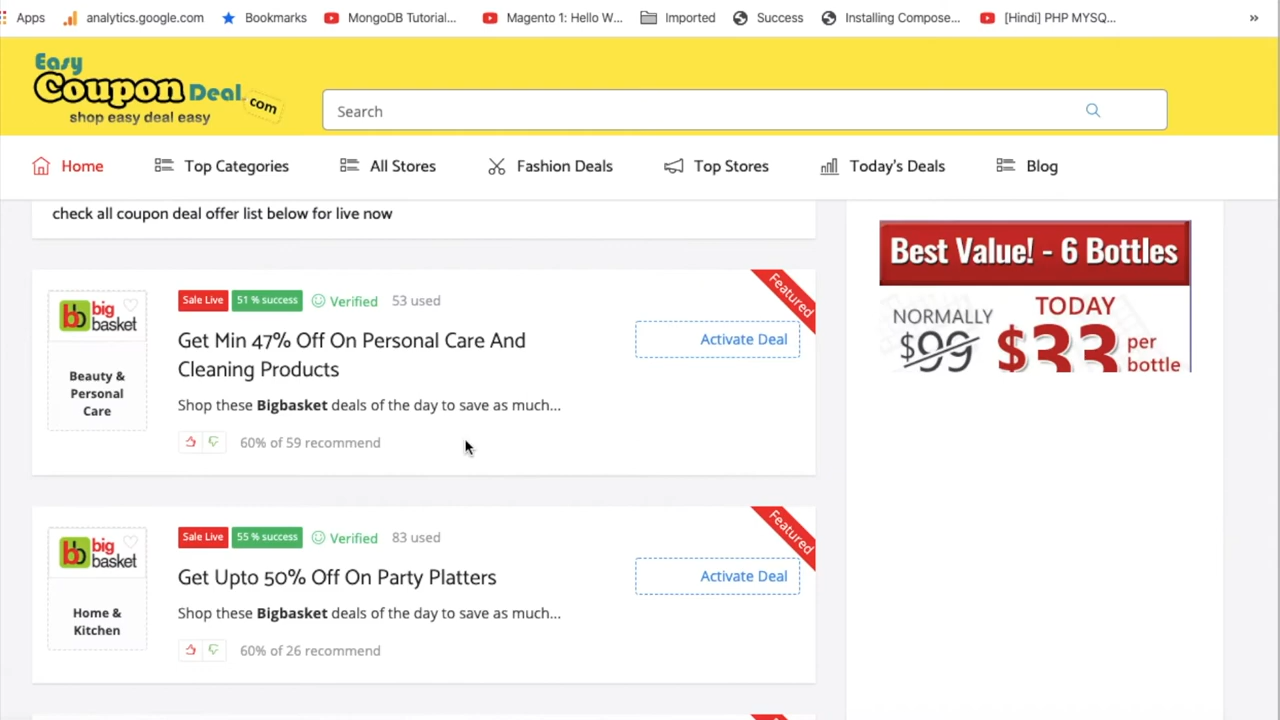 Apps
analytics.google.com
Bookmarks
MongoDB Tutorial...
Magento 1: Hello W...
Imported
Success
Installing Compose...
[Hindi] PHP MYSQ...
»
Easy
Coupon Deal.com
shop easy deal easy
Search
Home
Top Categories
All Stores
Fashion Deals
Top Stores
Today's Deals
Blog
check all coupon deal offer list below for live now
Best Value! - 6 Bottles
NORMALLY
$99
TODAY
$33
per
bottle
bb big
basket
Beauty &
Personal
Care
Sale Live
51 % success
Verified
53 used
Featured
Get Min 47% Off On Personal Care And
Cleaning Products
Activate Deal
Shop these Bigbasket deals of the day to save as much...
60% of 59 recommend
bb big
basket
Home &
Kitchen
Sale Live
55 % success
Verified
83 used
Featured
Get Upto 50% Off On Party Platters
Activate Deal
Shop these Bigbasket deals of the day to save as much...
60% of 26 recommend